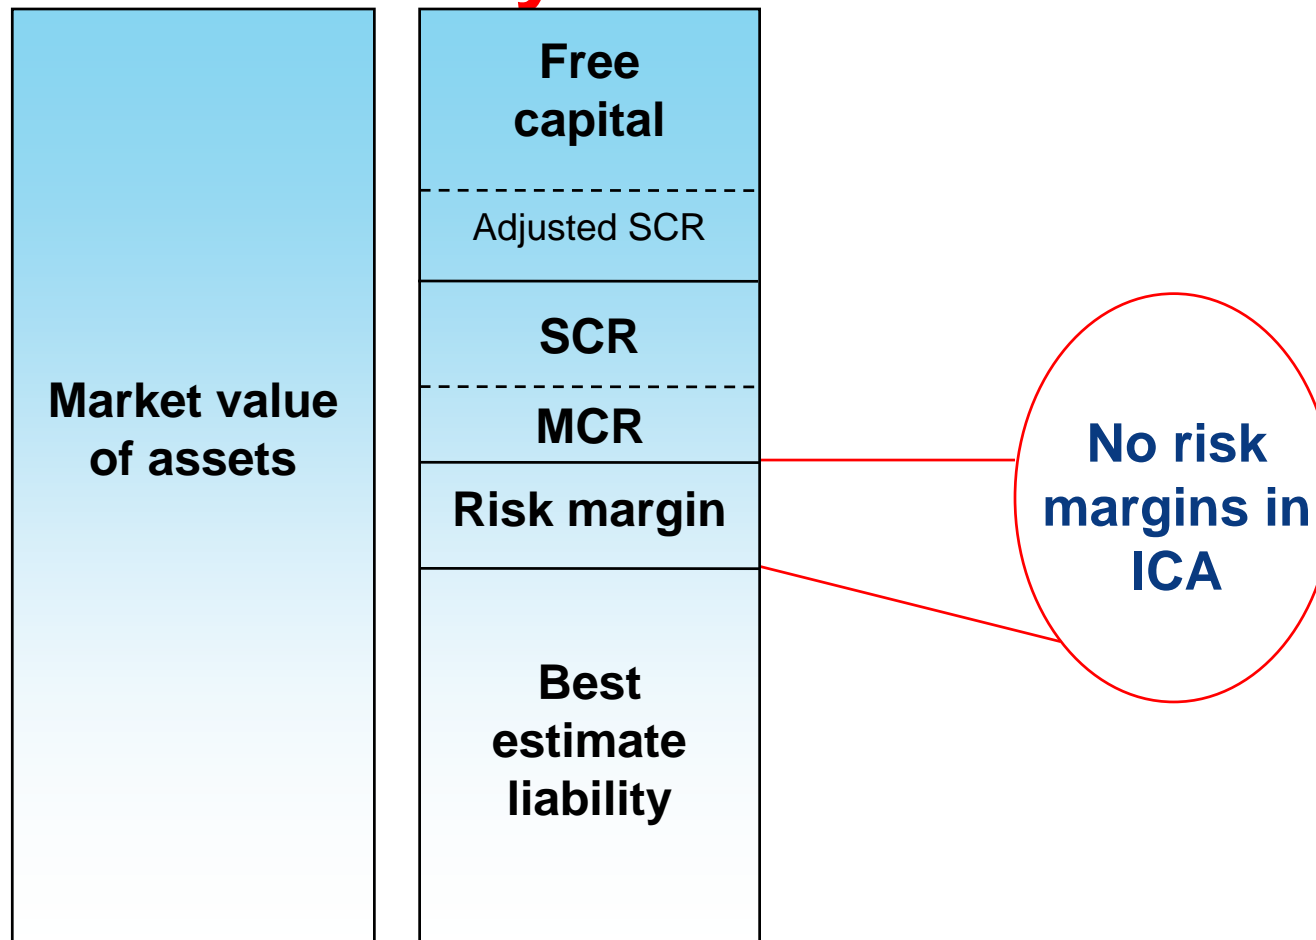 Free
capital
Adjusted SCR
SCR
Market value
of assets
MCR
Risk margin
No risk
margins in
ICA
Best
estimate
liability